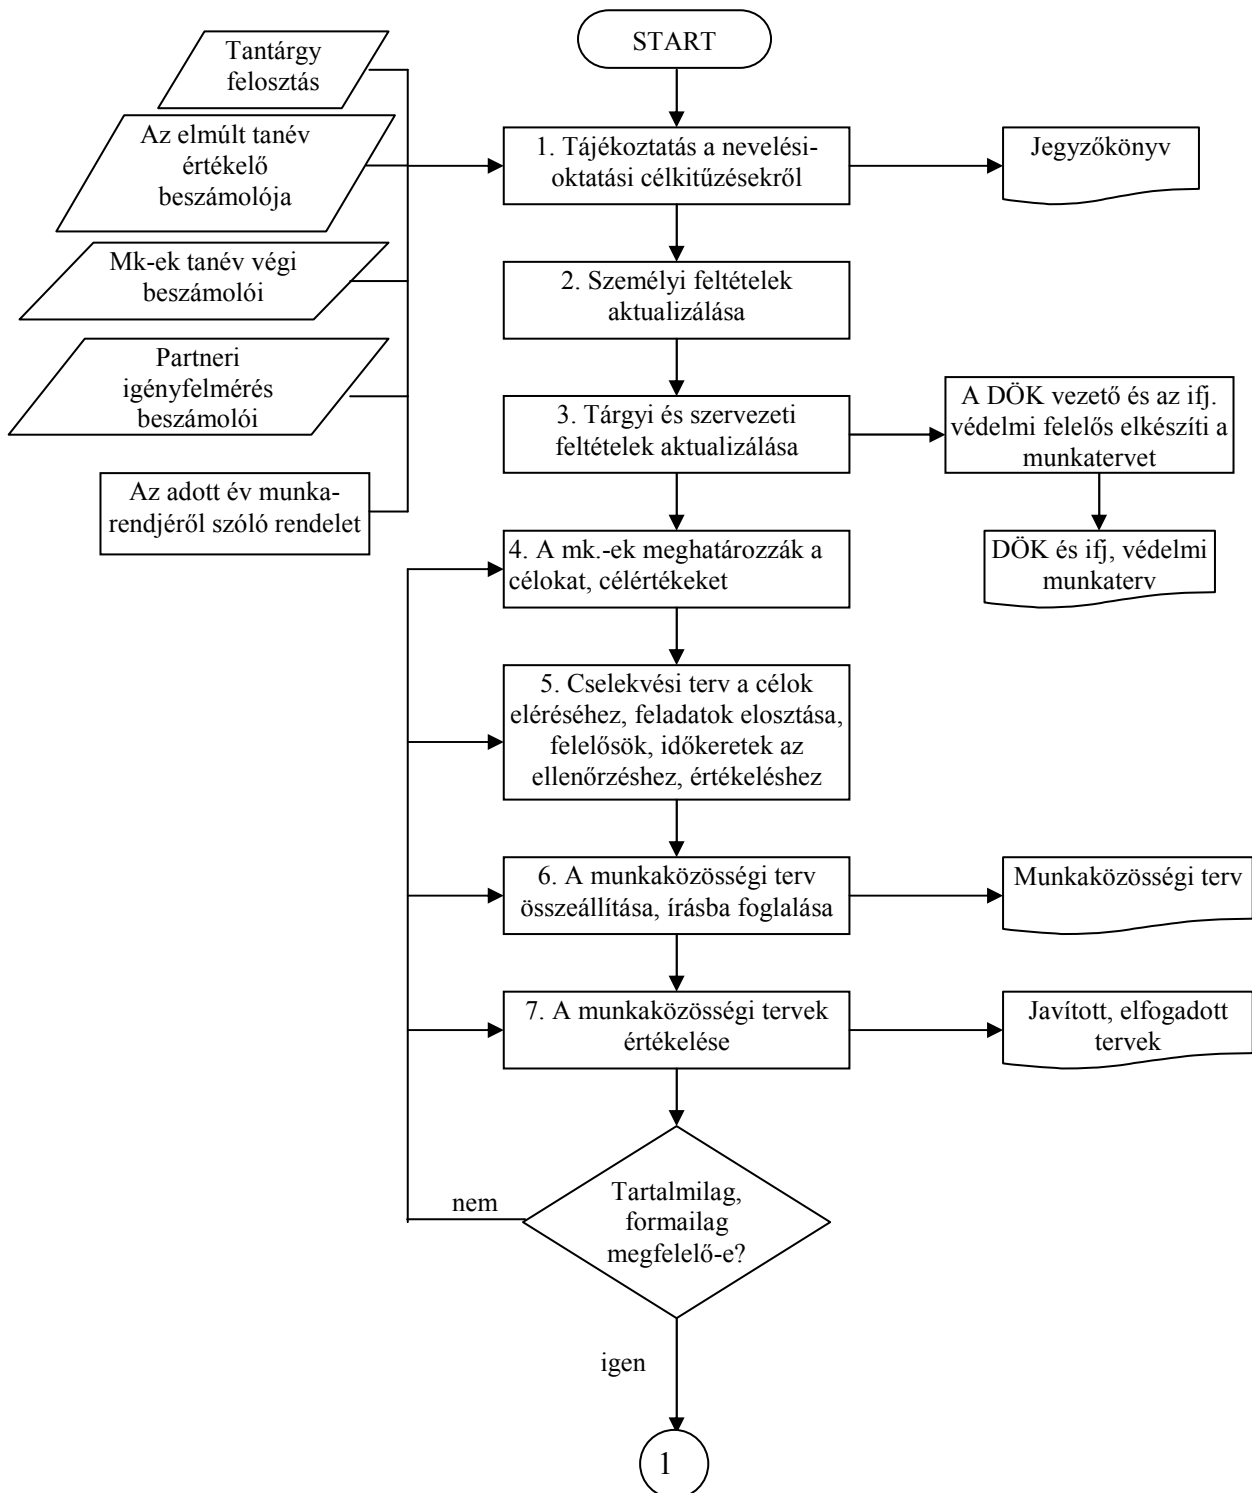 START
Tantárgy
felosztás
Az elmúlt tanév
értékelő
beszámolója
Mk-ek tanév végi
beszámolói
Partneri
igényfelmérés
beszámolói
Az adott év munka-
rendjéről szóló rendelet
1. Tájékoztatás a nevelési-
oktatási célkitűzésekről
Jegyzőkönyv
2. Személyi feltételek
aktualizálása
3. Tárgyi és szervezeti
feltételek aktualizálása
A DÖK vezető és az ifj.
védelmi felelős elkészíti a
munkatervet
DÖK és ifj, védelmi
munkaterv
4. A mk.-ek meghatározzák a
célokat, célértékeket
5. Cselekvési terv a célok
eléréséhez, feladatok elosztása,
felelősök, időkeretek az
ellenőrzéshez, értékeléshez
6. A munkaközösségi terv
összeállítása, írásba foglalása
Munkaközösségi terv
7. A munkaközösségi tervek
értékelése
Javított, elfogadott
tervek
Tartalmilag,
formailag
megfelelő-e?
nem
igen
1